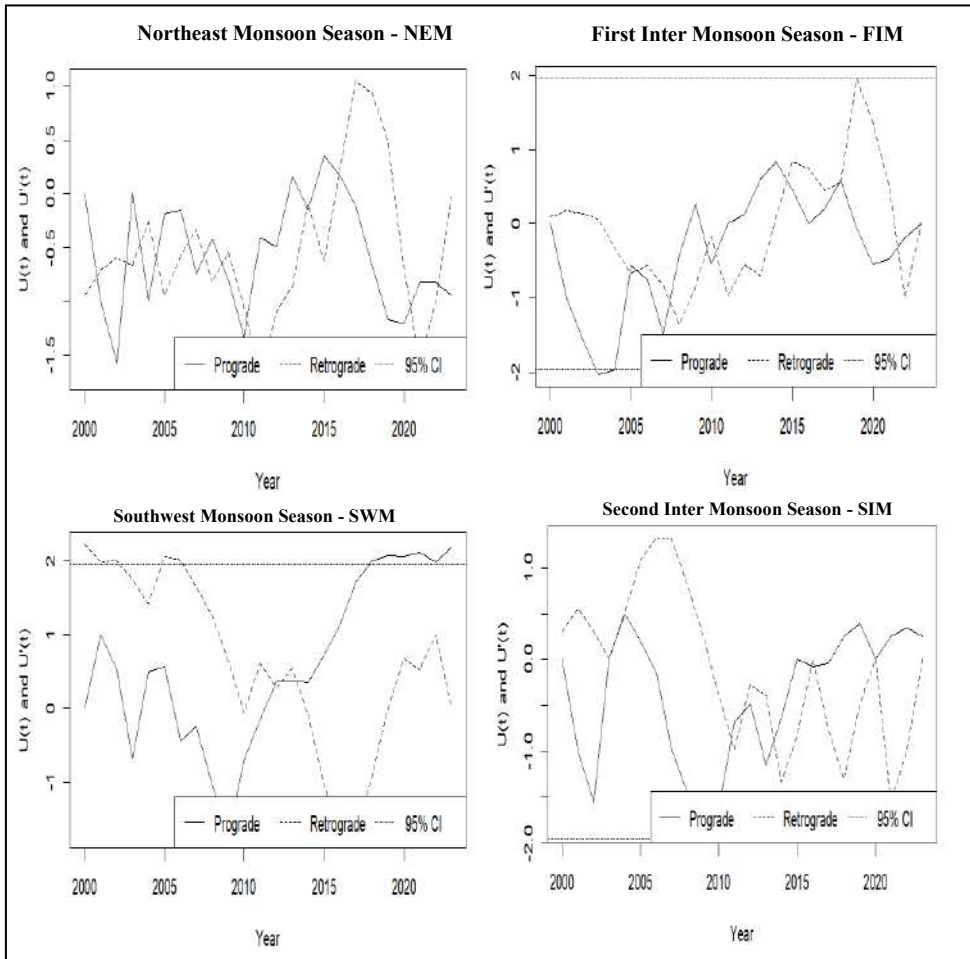 Northeast Monsoon Season - NEM
U(t) and U'(t)
1.0
0.5
0.0
-0.5
-1.5
Prograde Retrograde 95% CI
2000 2005 2010 2015 2020
Year
First Inter Monsoon Season - FIM
U(t) and U'(t)
2
1
0
-1
-2
Prograde Retrograde 95% CI
2000 2005 2010 2015 2020
Year
Southwest Monsoon Season - SWM
U(t) and U'(t)
2
1
0
-1
Prograde Retrograde 95% CI
2000 2005 2010 2015 2020
Year
Second Inter Monsoon Season - SIM
U(t) and U'(t)
1.0
0.0
-1.0
-2.0
Prograde Retrograde 95% CI
2000 2005 2010 2015 2020
Year